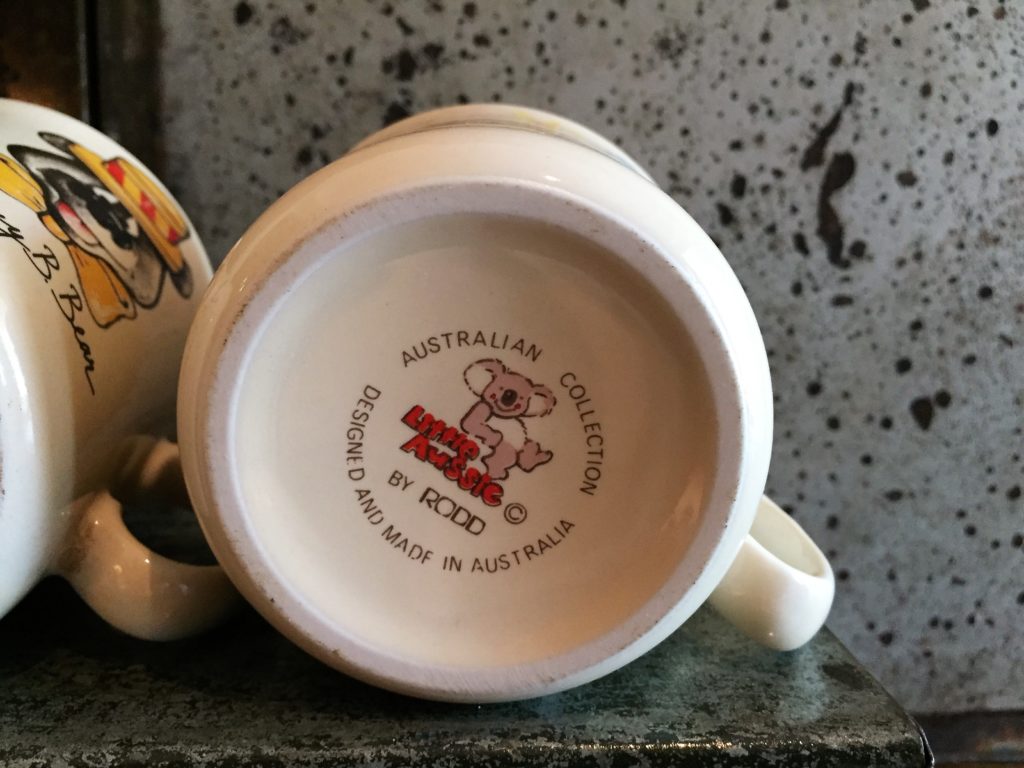 AUSTRALIAN COLLECTION
Little
Aussie ©
BY RODD
DESIGNED AND MADE IN AUSTRALIA
B. Bear